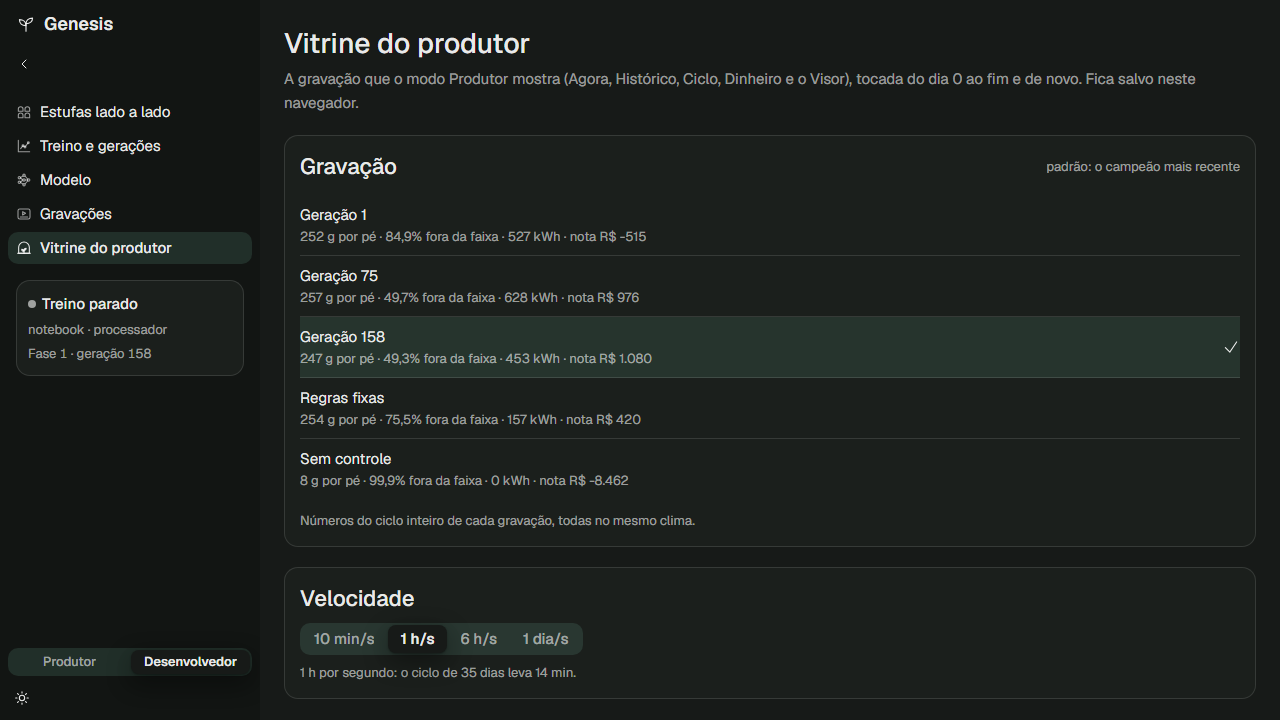 Genesis
Estufas lado a lado
Treino e gerações
Modelo
Gravações
Vitrine do produtor
Treino parado
notebook · processador
Fase 1 · geração 158
Produtor
Desenvolvedor
Vitrine do produtor
A gravação que o modo Produtor mostra (Agora, Histórico, Ciclo, Dinheiro e o Visor), tocada do dia 0 ao fim e de novo. Fica salvo neste
navegador.
Gravação
padrão: o campeão mais recente
Geração 1
252 g por pé · 84,9% fora da faixa · 527 kWh · nota R$ -515
Geração 75
257 g por pé · 49,7% fora da faixa · 628 kWh · nota R$ 976
Geração 158
247 g por pé · 49,3% fora da faixa · 453 kWh · nota R$ 1.080
Regras fixas
254 g por pé · 75,5% fora da faixa · 157 kWh · nota R$ 420
Sem controle
8 g por pé · 99,9% fora da faixa · 0 kWh · nota R$ -8.462
Números do ciclo inteiro de cada gravação, todas no mesmo clima.
Velocidade
10 min/s
1 h/s
6 h/s
1 dia/s
1 h por segundo: o ciclo de 35 dias leva 14 min.